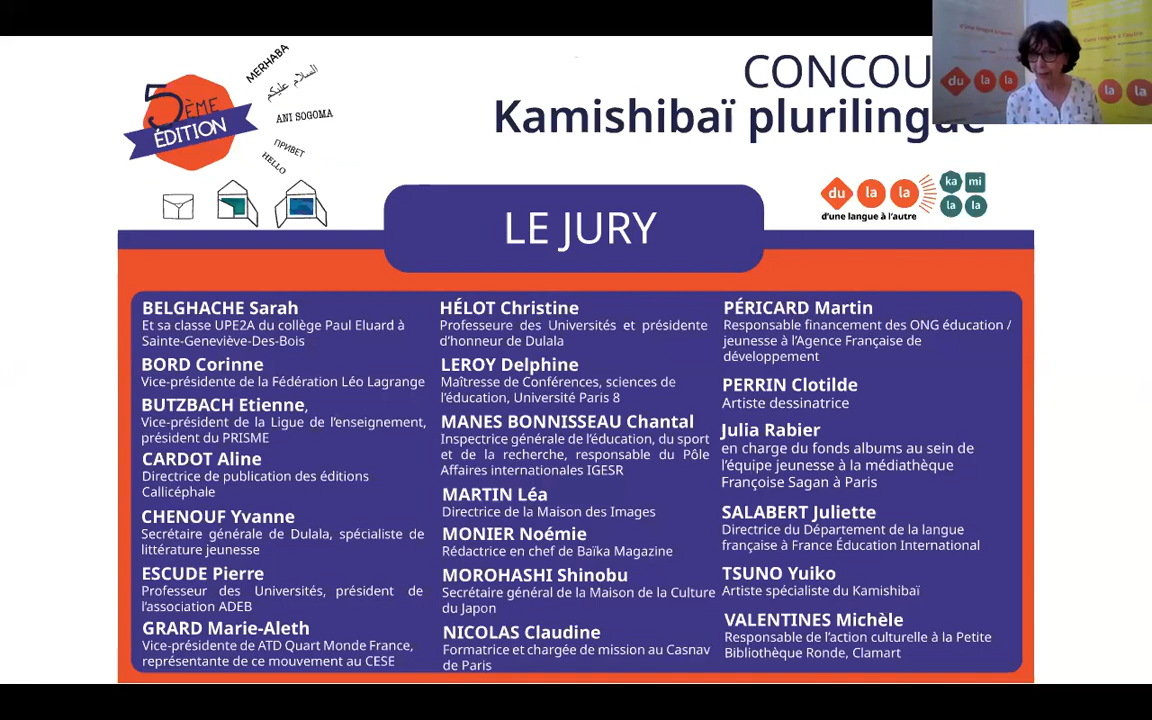 5ÈME
ÉDITION
MERHABA
السلام عليكم
ANI SOGOMA
ПРИВЕТ
HELLO
CONCOU
Kamishibaï plurilingue
du la la
d'une langue à l'autre
ka mi
la la
d'une langue à l'autre
du la la
la la
LE JURY
BELGHACHE Sarah
Et sa classe UPE2A du collège Paul Eluard à
Sainte-Geneviève-Des-Bois
BORD Corinne
Vice-présidente de la Fédération Léo Lagrange
BUTZBACH Etienne,
Vice-président de la Ligue de l'enseignement,
président du PRISME
CARDOT Aline
Directrice de publication des éditions
Callicéphale
CHENOUF Yvanne
Secrétaire générale de Dulala, spécialiste de
littérature jeunesse
ESCUDE Pierre
Professeur des Universités, président de
l'association ADEB
GRARD Marie-Aleth
Vice-présidente de ATD Quart Monde France,
représentante de ce mouvement au CESE
HÉLOT Christine
Professeure des Universités et présidente
d'honneur de Dulala
LEROY Delphine
Maîtresse de Conférences, sciences de
l'éducation, Université Paris 8
MANES BONNISSEAU Chantal
Inspectrice générale de l'éducation, du sport
et de la recherche, responsable du Pôle
Affaires internationales IGESR
MARTIN Léa
Directrice de la Maison des Images
MONIER Noémie
Rédactrice en chef de Baïka Magazine
MOROHASHI Shinobu
Secrétaire général de la Maison de la Culture
du Japon
NICOLAS Claudine
Formatrice et chargée de mission au Casnav
de Paris
PÉRICARD Martin
Responsable financement des ONG éducation /
jeunesse à l'Agence Française de
développement
PERRIN Clotilde
Artiste dessinatrice
Julia Rabier
en charge du fonds albums au sein de
l'équipe jeunesse à la médiathèque
Françoise Sagan à Paris
SALABERT Juliette
Directrice du Département de la langue
française à France Éducation International
TSUNO Yuiko
Artiste spécialiste du Kamishibaï
VALENTINES Michèle
Responsable de l'action culturelle à la Petite
Bibliothèque Ronde, Clamart